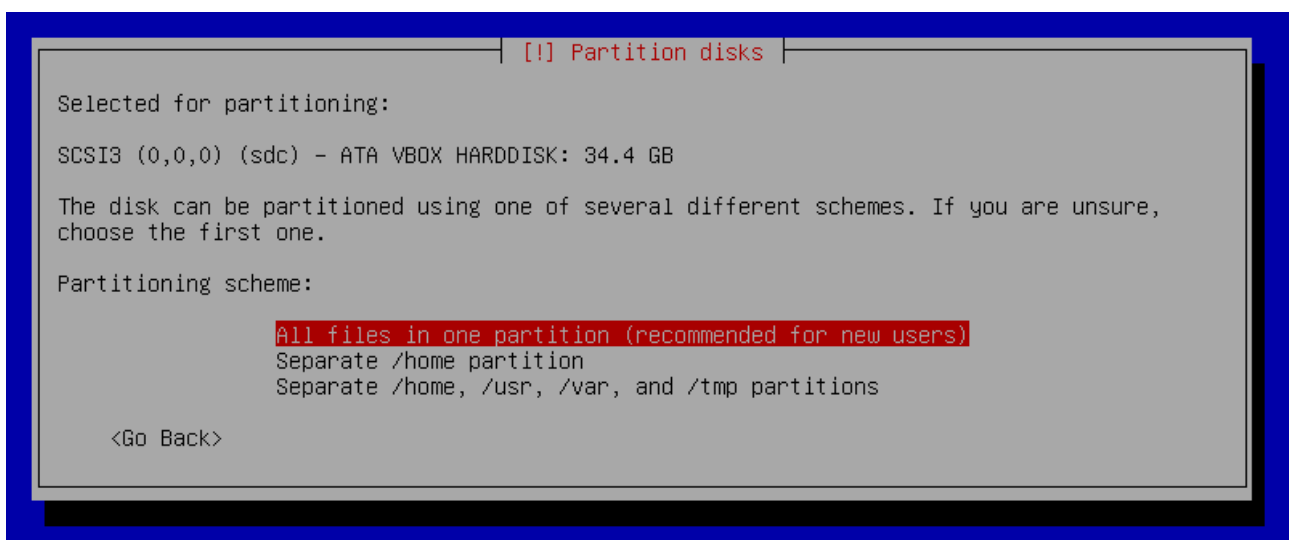 [!] Partition disks
Selected for partitioning:
SCSI3 (0,0,0) (sdc) – ATA VBOX HARDDISK: 34.4 GB
The disk can be partitioned using one of several different schemes. If you are unsure,
choose the first one.
Partitioning scheme:
All files in one partition (recommended for new users)
Separate /home partition
Separate /home, /usr, /var, and /tmp partitions
<Go Back>